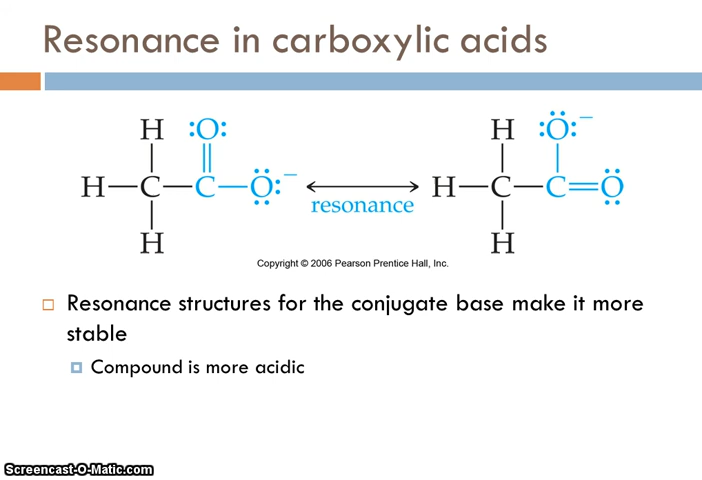 Resonance in carboxylic acids
H :O: H :Ö:⁻
H—C—C—Ö:⁻ resonance H—C—C=Ö
H H
Copyright © 2006 Pearson Prentice Hall, Inc.
Resonance structures for the conjugate base make it more
stable
Compound is more acidic
Screencast-O-Matic.com